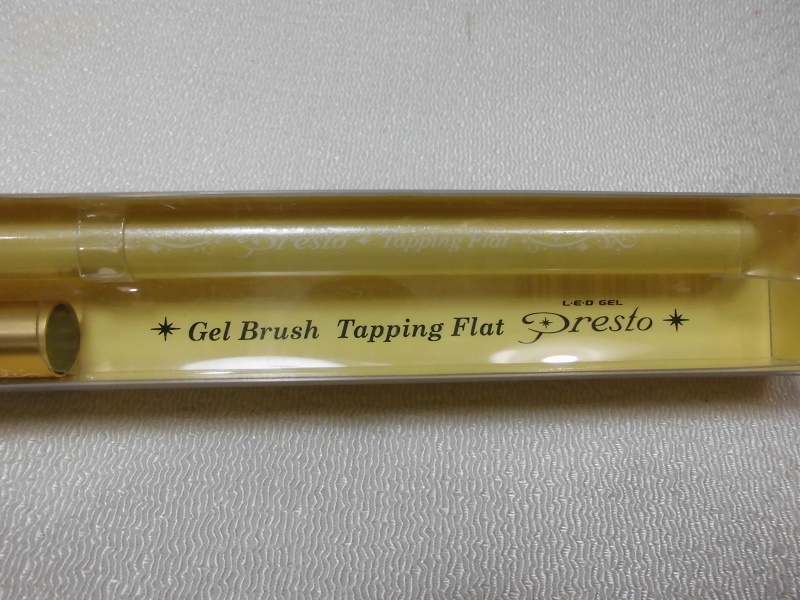 Presto Tapping Flat
L·E·D GEL
Gel Brush Tapping Flat Presto